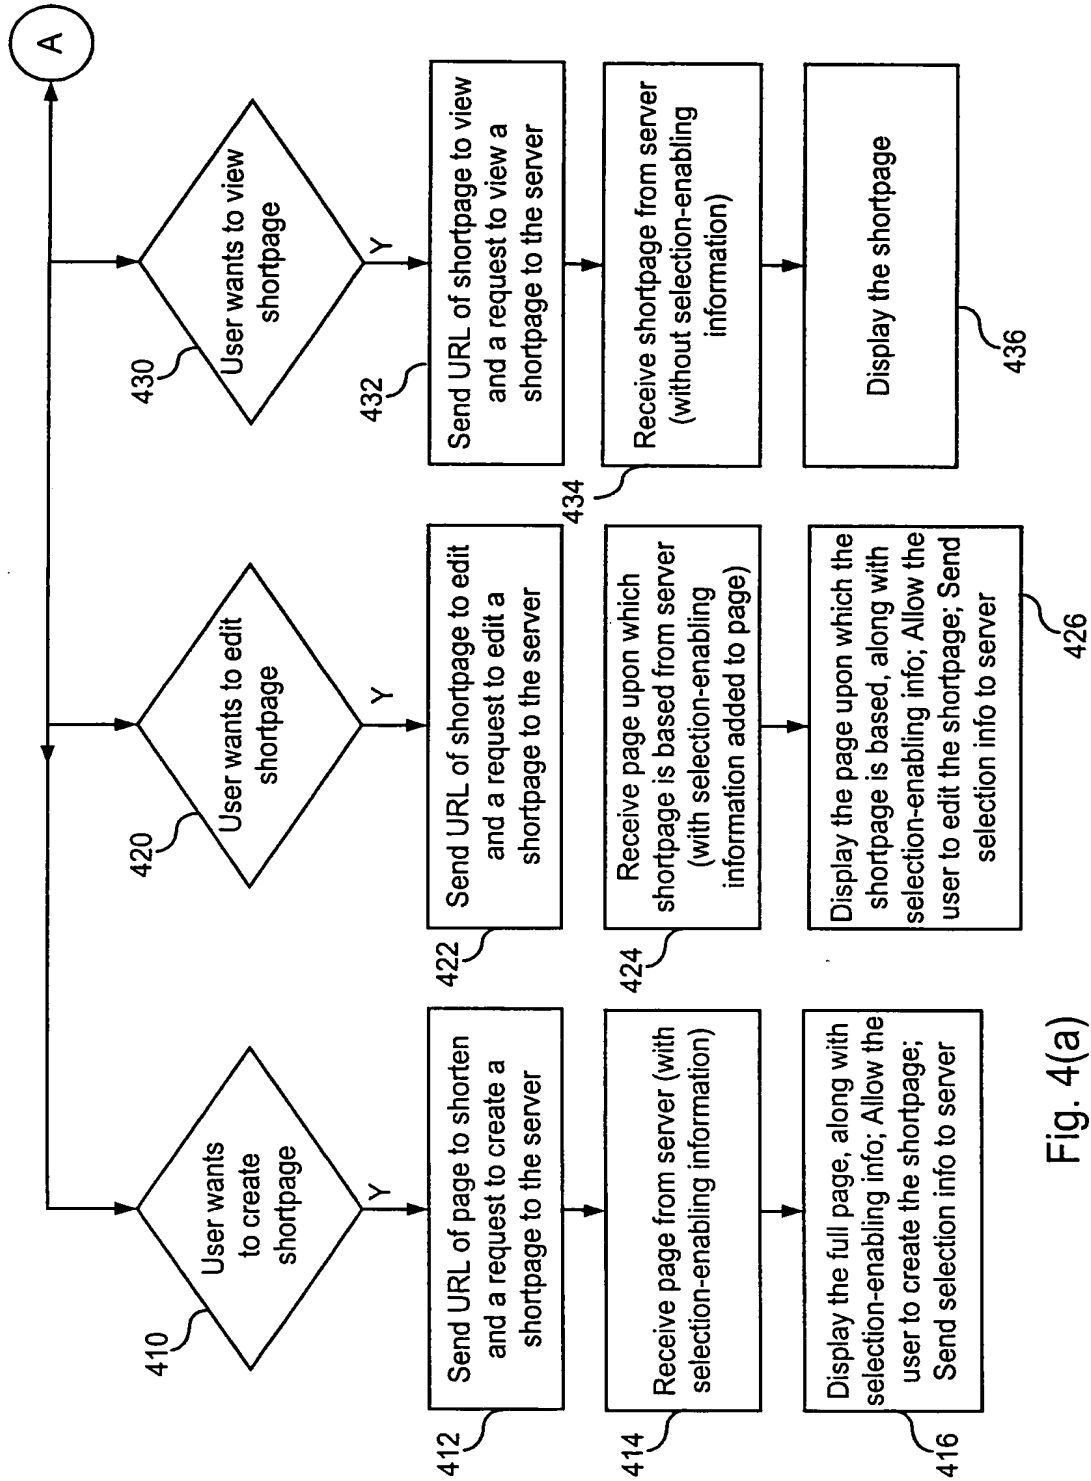 A
410
User wants
to create
shortpage
Y
412
Send URL of page to shorten
and a request to create a
shortpage to the server
414
Receive page from server (with
selection-enabling information)
416
Display the full page, along with
selection-enabling info; Allow the
user to create the shortpage;
Send selection info to server
420
User wants to edit
shortpage
Y
422
Send URL of shortpage to edit
and a request to edit a
shortpage to the server
424
Receive page upon which
shortpage is based from server
(with selection-enabling
information added to page)
426
Display the page upon which the
shortpage is based, along with
selection-enabling info; Allow the
user to edit the shortpage; Send
selection info to server
430
User wants to view
shortpage
Y
432
Send URL of shortpage to view
and a request to view a
shortpage to the server
434
Receive shortpage from server
(without selection-enabling
information)
436
Display the shortpage
Fig. 4(a)